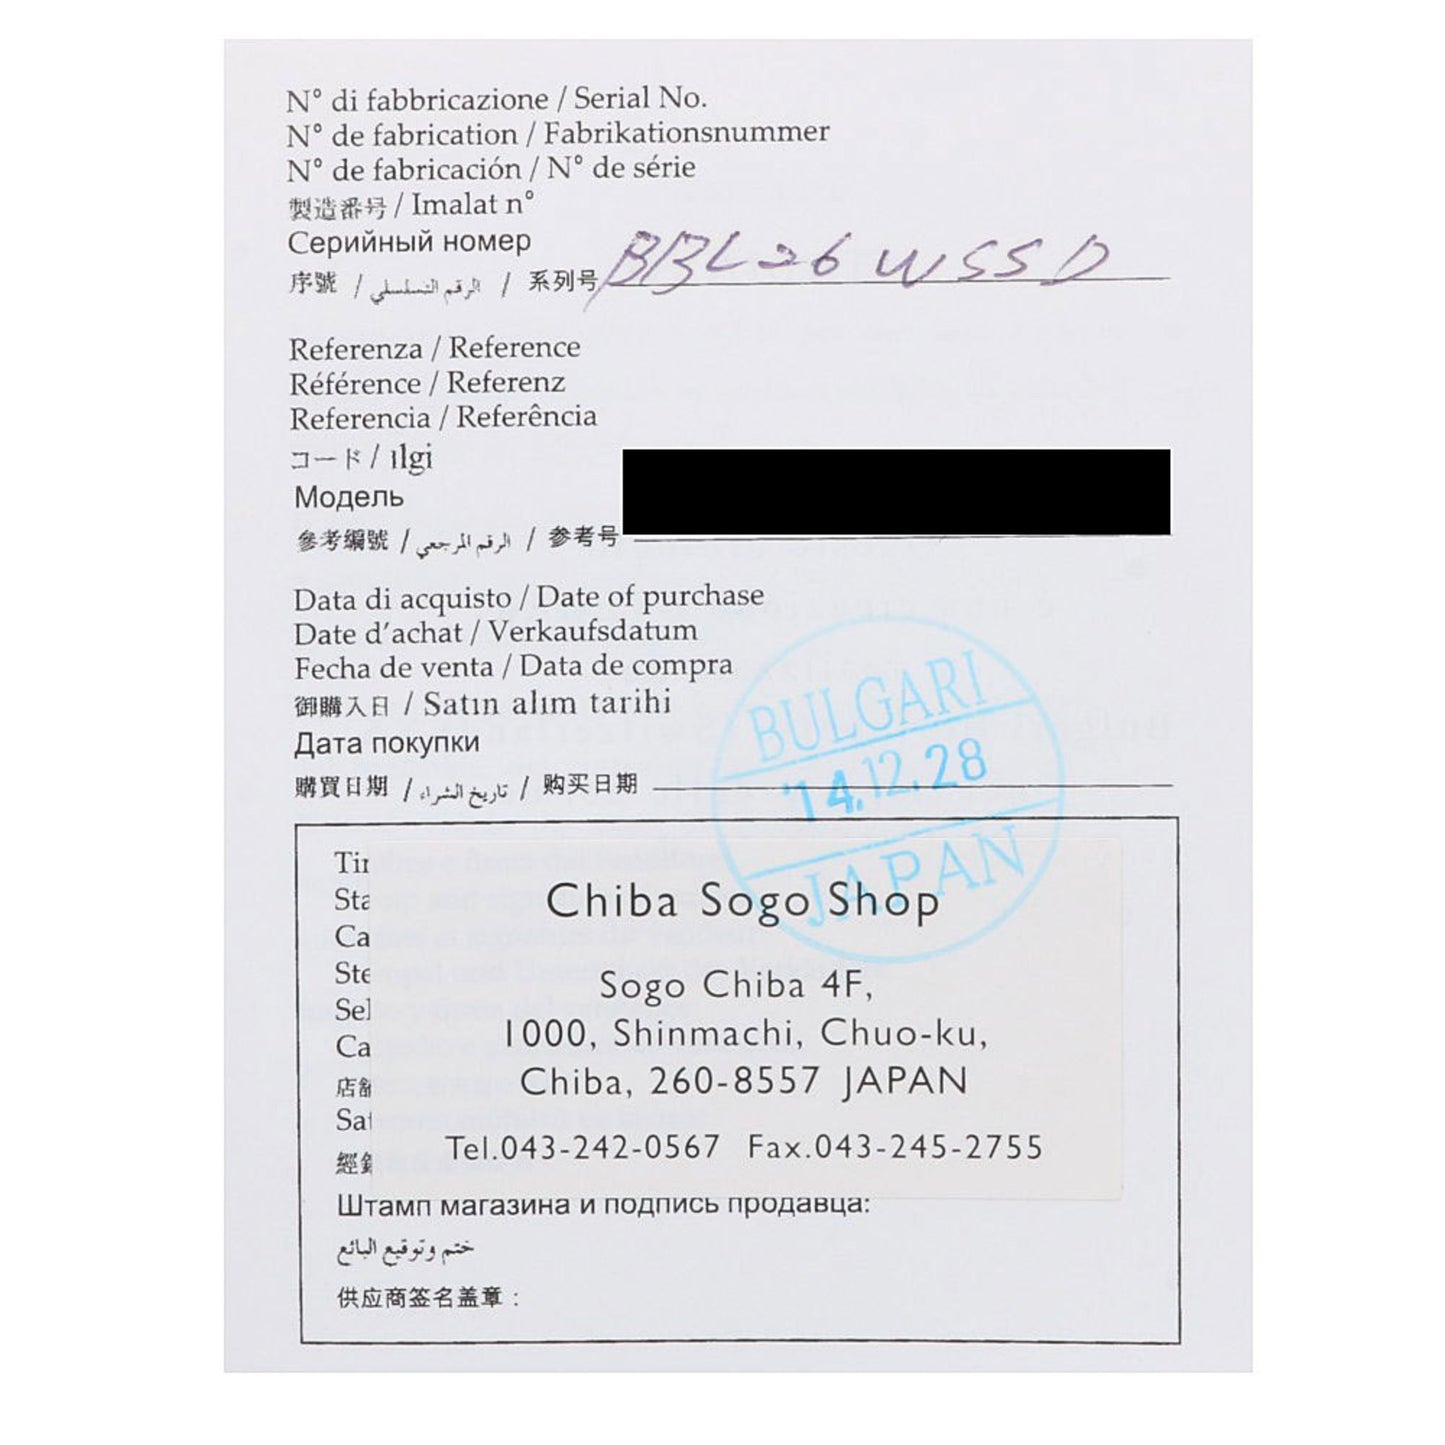 N° di fabbricazione / Serial No.
N° de fabrication / Fabrikationsnummer
N° de fabricación / N° de série
製造番号 / Imalat n°
Серийный номер
序號 / الرقم التسلسلي / 系列号 BBL26WSSD
Referenza / Reference
Référence / Referenz
Referencia / Referência
コード / ılgi
Модель
參考編號 / الرقم المرجعي / 参考号
Data di acquisto / Date of purchase
Date d’achat / Verkaufsdatum
Fecha de venta / Data de compra
御購入日 / Satın alım tarihi
Дата покупки
購買日期 / تاريخ الشراء / 购买日期
BULGARI
'14.12.28
JAPAN
Chiba Sogo Shop
Sogo Chiba 4F,
1000, Shinmachi, Chuo-ku,
Chiba, 260-8557 JAPAN
Tel.043-242-0567 Fax.043-245-2755
Штамп магазина и подпись продавца:
ختم وتوقيع البائع
供应商签名盖章：